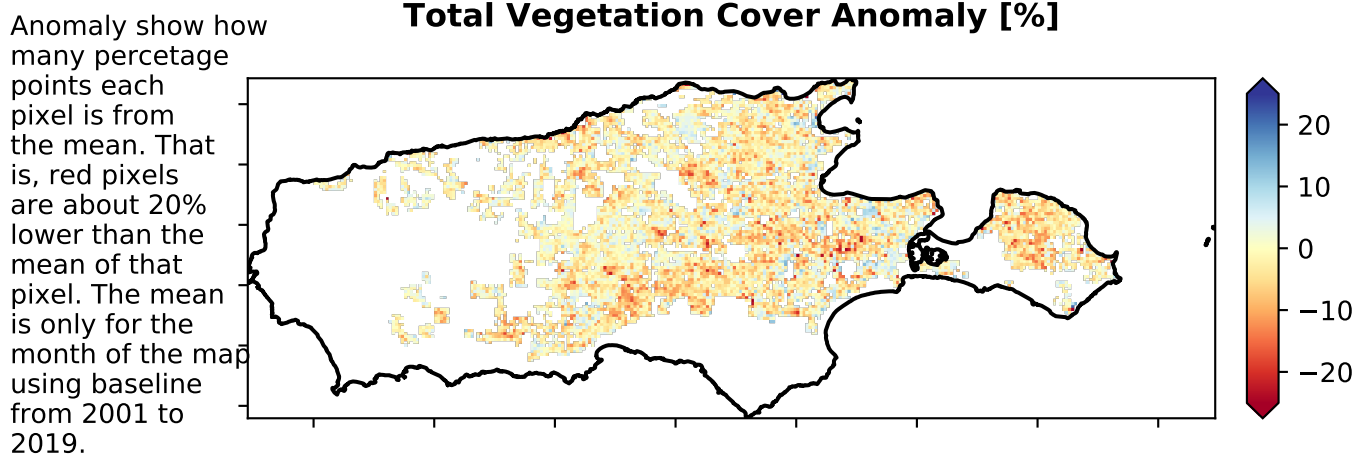 Total Vegetation Cover Anomaly [%]
Anomaly show how
many percetage
points each
pixel is from
the mean. That
is, red pixels
are about 20%
lower than the
mean of that
pixel. The mean
is only for the
month of the map
using baseline
from 2001 to
2019.
20
10
0
−10
−20